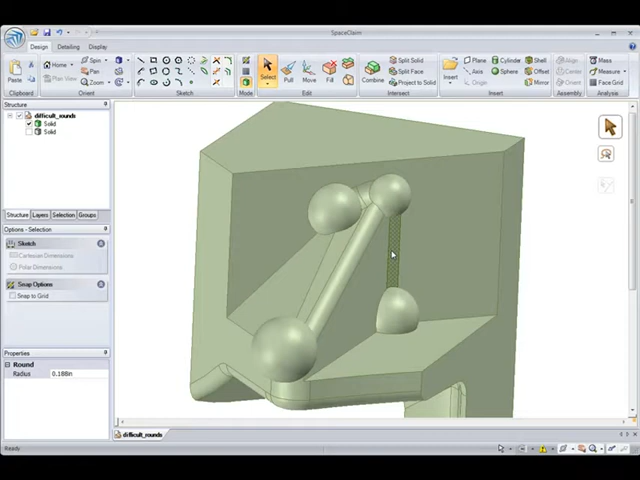 SpaceClaim
Design Detailing Display
Paste
Home
Plan View
Spin
Pan
Zoom
Select
Pull
Move
Fill
Combine
Split Solid
Split Face
Project to Solid
Insert
Plane
Axis
Origin
Cylinder
Sphere
Shell
Offset
Mirror
Align
Mass
Measure
Face Grid
Clipboard Orient Sketch Mode Edit Intersect Insert Assembly Analysis
Structure
difficult_rounds
Solid
Solid
Structure Layers Selection Groups
Options - Selection
Sketch
Cartesian Dimensions
Polar Dimensions
Snap Options
Snap to Grid
Properties
Round
Radius 0.188in
difficult_rounds
Ready